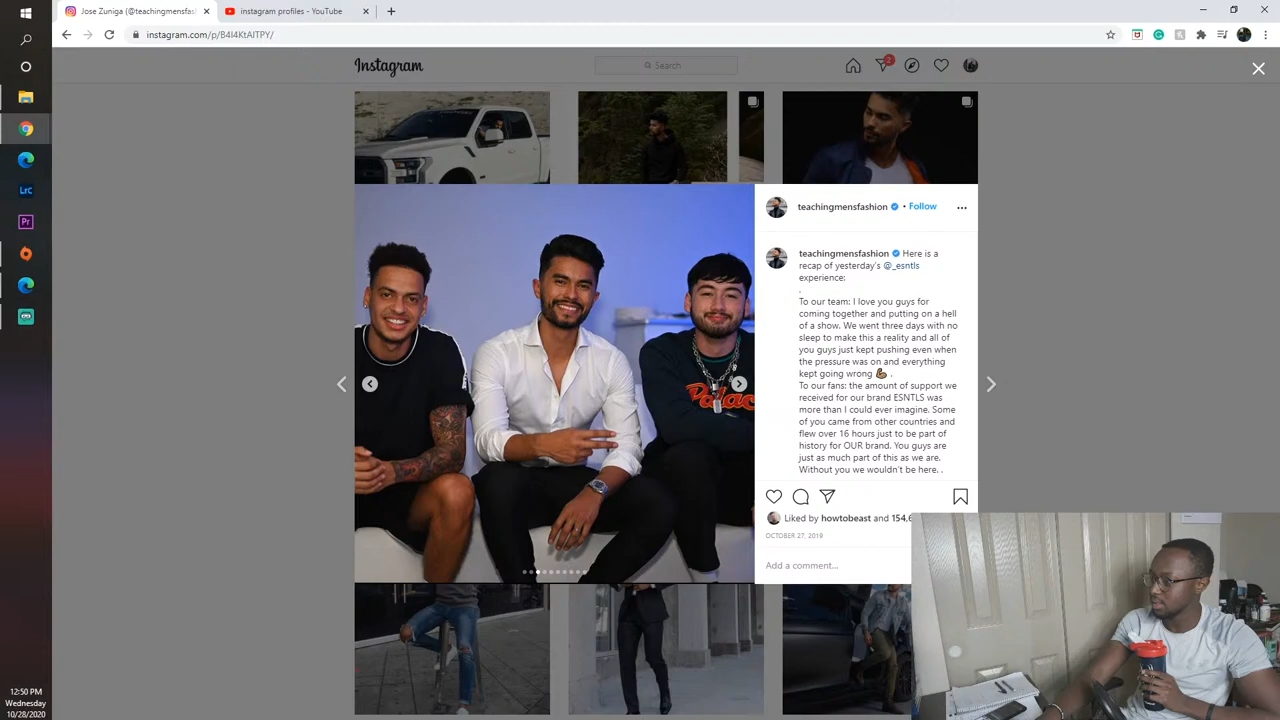 Jose Zuniga (@teachingmensfas
instagram profiles - YouTube
instagram.com/p/B4I4KtAITPY/
Instagram
Search
2
teachingmensfashion • Follow
teachingmensfashion Here is a
recap of yesterday's @_esntls
experience:
.
To our team: I love you guys for
coming together and putting on a hell
of a show. We went three days with no
sleep to make this a reality and all of
you guys just kept pushing even when
the pressure was on and everything
kept going wrong 💪🏾 .
To our fans: the amount of support we
received for our brand ESNTLS was
more than I could ever imagine. Some
of you came from other countries and
flew over 16 hours just to be part of
history for OUR brand. You guys are
just as much part of this as we are.
Without you we wouldn't be here. .
Liked by howtobeast and 154,6
OCTOBER 27, 2019
Add a comment...
Palac
LrC
Pr
12:50 PM
Wednesday
10/28/2020